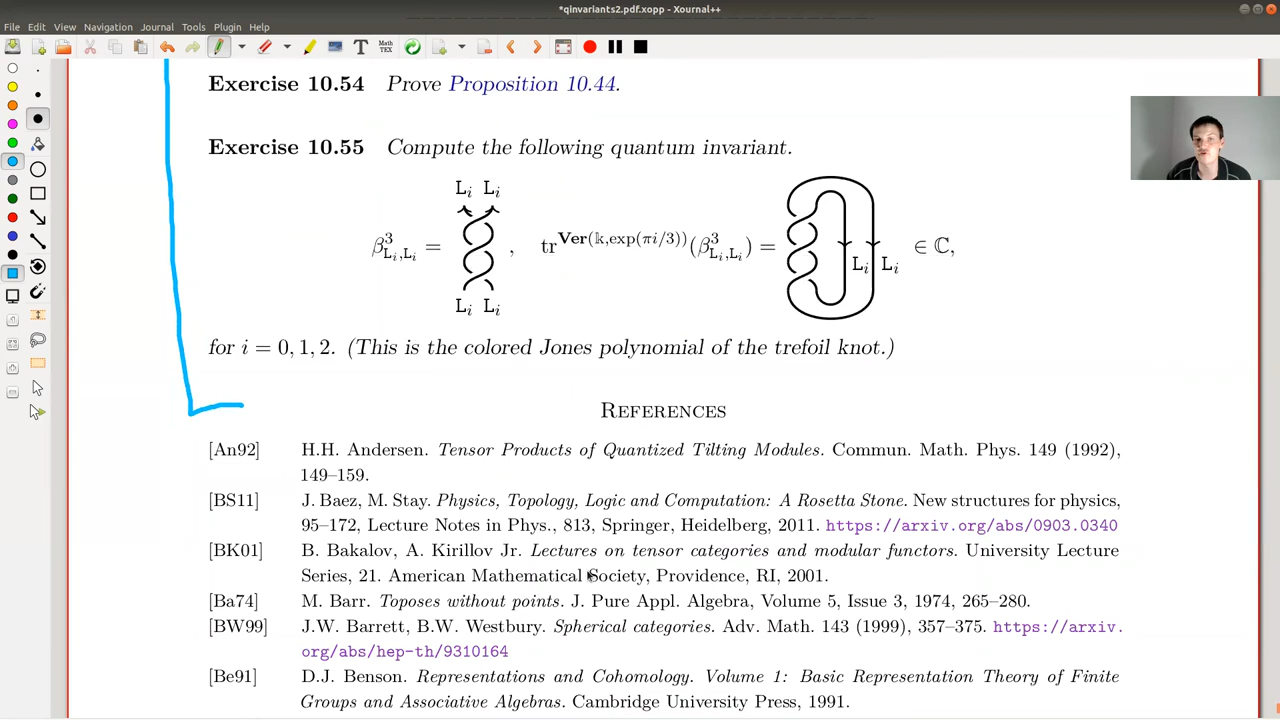 *qinvariants2.pdf.xopp - Xournal++
File Edit View Navigation Journal Tools Plugin Help
T Math TEX
Exercise 10.54 Prove Proposition 10.44.
Exercise 10.55 Compute the following quantum invariant.
L_i L_i
β^3_{L_i,L_i} = , tr^{Ver(𝕜,exp(πi/3))}(β^3_{L_i,L_i}) = L_i L_i ∈ ℂ,
L_i L_i
for i = 0, 1, 2. (This is the colored Jones polynomial of the trefoil knot.)
References
[An92] H.H. Andersen. Tensor Products of Quantized Tilting Modules. Commun. Math. Phys. 149 (1992),
149–159.
[BS11] J. Baez, M. Stay. Physics, Topology, Logic and Computation: A Rosetta Stone. New structures for physics,
95–172, Lecture Notes in Phys., 813, Springer, Heidelberg, 2011. https://arxiv.org/abs/0903.0340
[BK01] B. Bakalov, A. Kirillov Jr. Lectures on tensor categories and modular functors. University Lecture
Series, 21. American Mathematical Society, Providence, RI, 2001.
[Ba74] M. Barr. Toposes without points. J. Pure Appl. Algebra, Volume 5, Issue 3, 1974, 265–280.
[BW99] J.W. Barrett, B.W. Westbury. Spherical categories. Adv. Math. 143 (1999), 357–375. https://arxiv.
org/abs/hep-th/9310164
[Be91] D.J. Benson. Representations and Cohomology. Volume 1: Basic Representation Theory of Finite
Groups and Associative Algebras. Cambridge University Press, 1991.